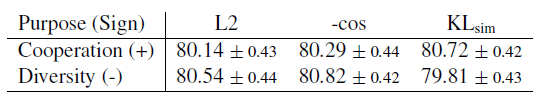 Purpose (Sign) L2 -cos KLsim
Cooperation (+) 80.14 ± 0.43 80.29 ± 0.44 80.72 ± 0.42
Diversity (-) 80.54 ± 0.44 80.82 ± 0.42 79.81 ± 0.43